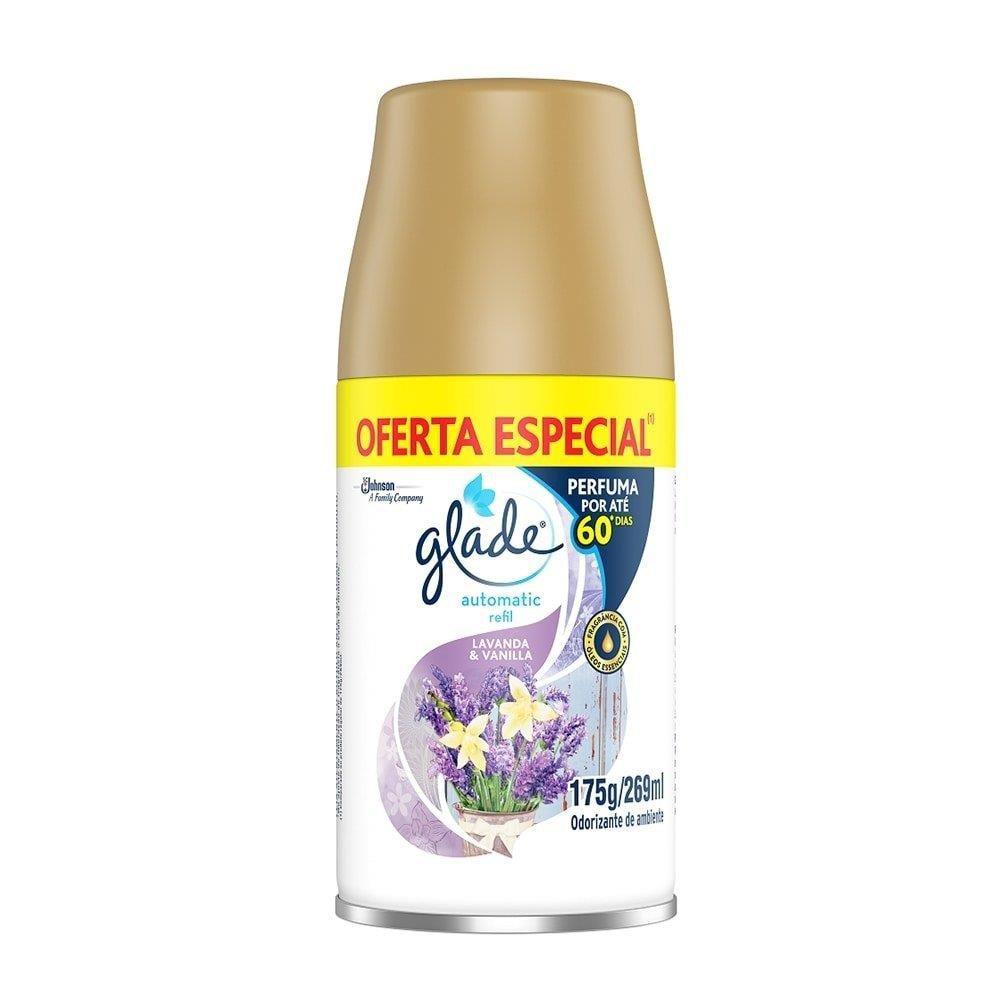 OFERTA ESPECIAL(1)
SC Johnson
A Family Company
glade®
automatic
refil
LAVANDA
& VANILLA
PERFUMA
POR ATÉ
60* DIAS
FRAGRÂNCIA COM
ÓLEOS ESSENCIAIS
175g/269ml
Odorizante de ambiente